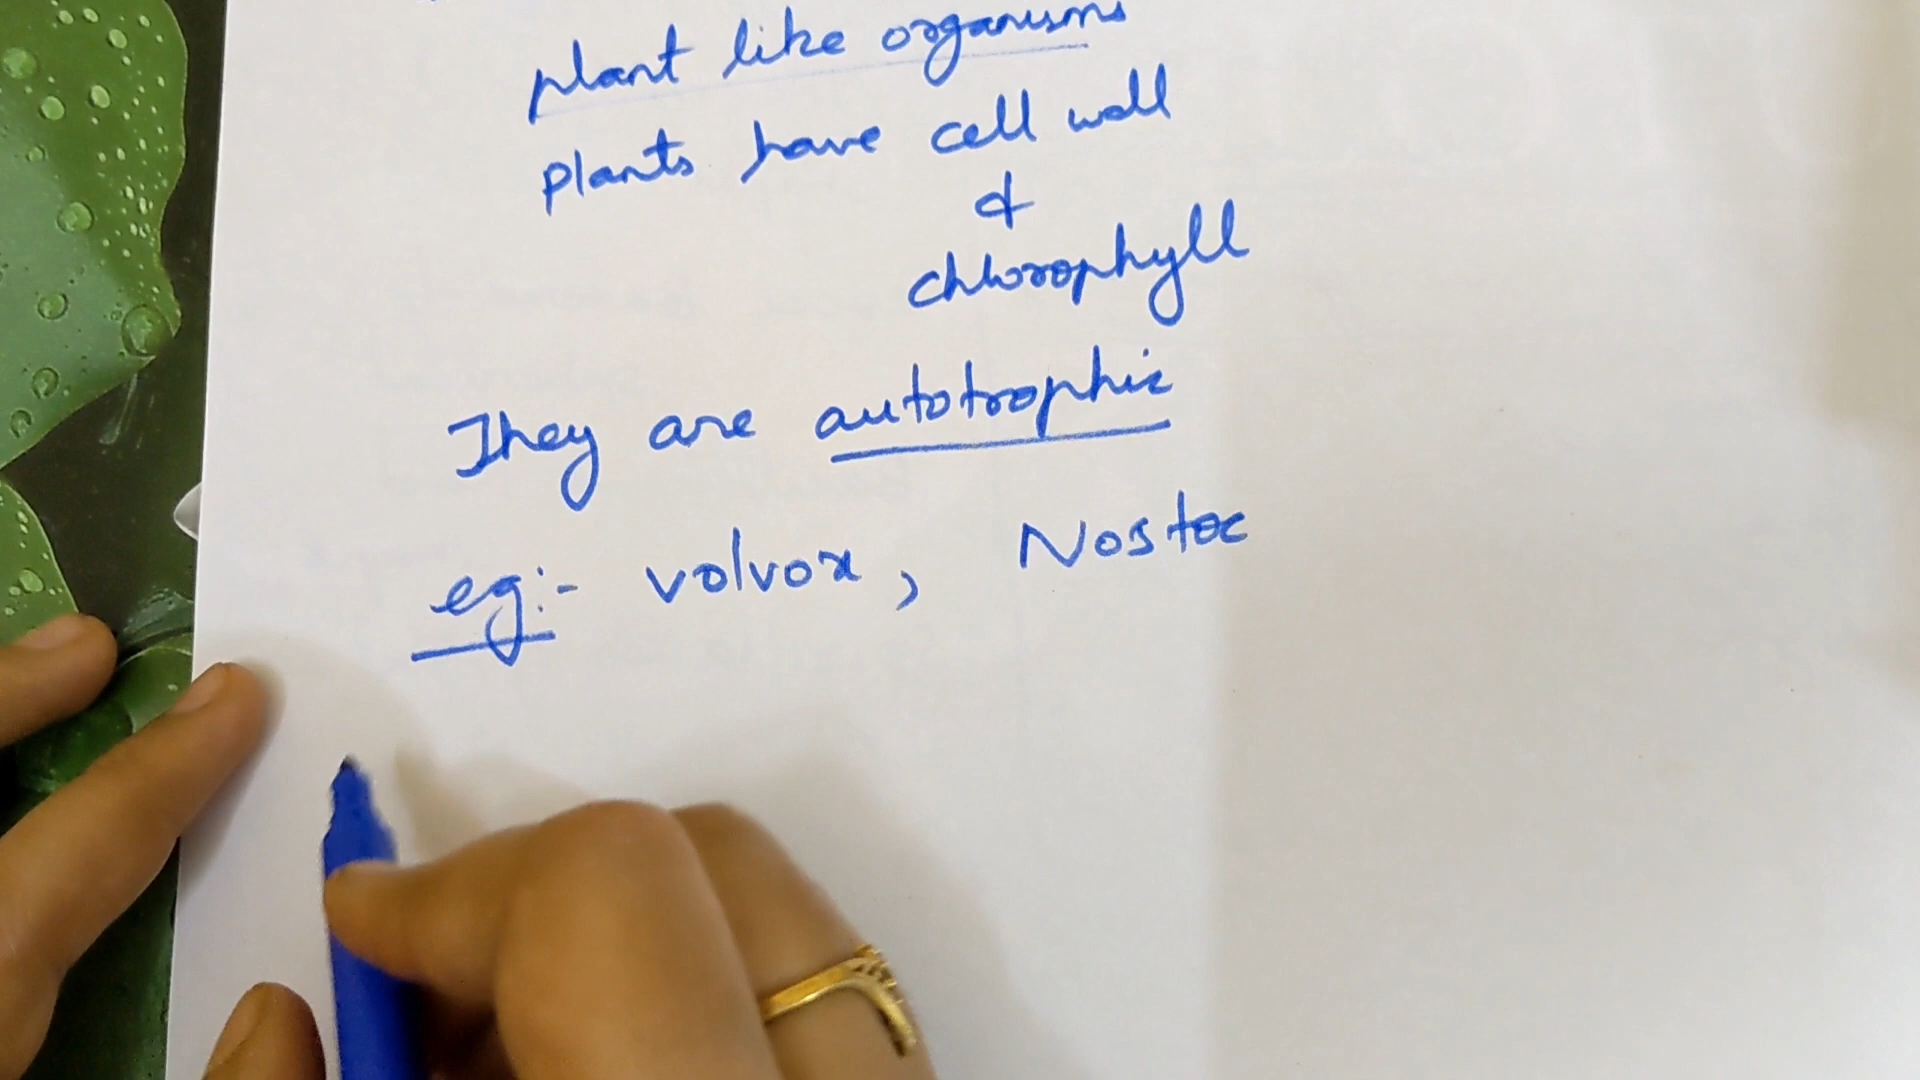 plant like organisms
plants have cell wall
&
chlorophyll
They are autotrophic
eg:- volvox, Nostoc